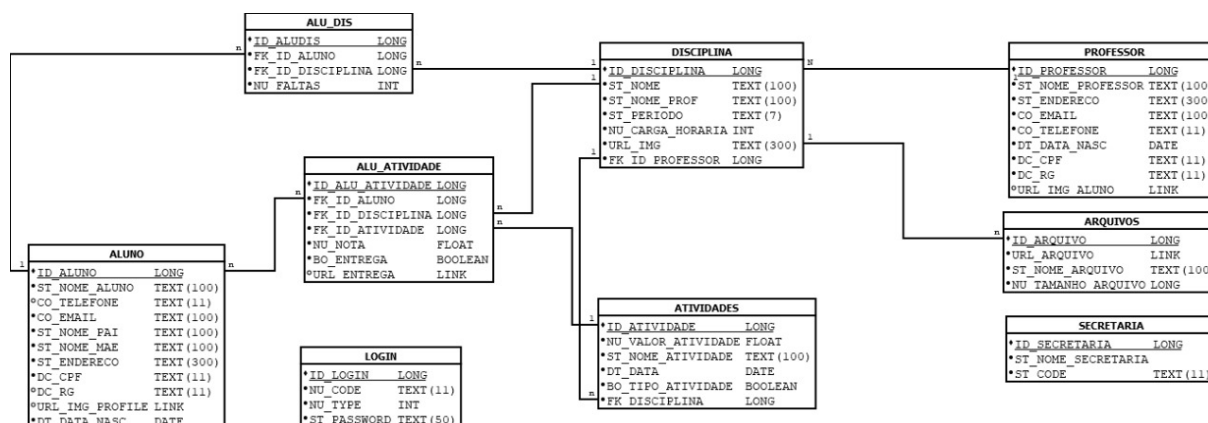 ALU_DIS
ID_ALUDIS LONG
FK_ID_ALUNO LONG
FK_ID_DISCIPLINA LONG
NU_FALTAS INT
n
n
DISCIPLINA
ID_DISCIPLINA LONG
ST_NOME TEXT(100)
ST_NOME_PROF TEXT(100)
ST_PERIODO TEXT(7)
NU_CARGA_HORARIA INT
URL_IMG TEXT(300)
FK_ID_PROFESSOR LONG
1
1
1
N
1
PROFESSOR
ID_PROFESSOR LONG
1
ST_NOME_PROFESSOR TEXT(100
ST_ENDERECO TEXT(300
CO_EMAIL TEXT(100
CO_TELEFONE TEXT(11)
DT_DATA_NASC DATE
DC_CPF TEXT(11)
DC_RG TEXT(11)
URL_IMG_ALUNO LINK
ALU_ATIVIDADE
ID_ALU_ATIVIDADE LONG
FK_ID_ALUNO LONG
FK_ID_DISCIPLINA LONG
FK_ID_ATIVIDADE LONG
NU_NOTA FLOAT
BO_ENTREGA BOOLEAN
URL_ENTREGA LINK
n
n
n
ARQUIVOS
n
ID_ARQUIVO LONG
URL_ARQUIVO LINK
ST_NOME_ARQUIVO TEXT(100
NU_TAMANHO_ARQUIVO LONG
ALUNO
1
n
ID_ALUNO LONG
ST_NOME_ALUNO TEXT(100)
CO_TELEFONE TEXT(11)
CO_EMAIL TEXT(100)
ST_NOME_PAI TEXT(100)
ST_NOME_MAE TEXT(100)
ST_ENDERECO TEXT(300)
DC_CPF TEXT(11)
DC_RG TEXT(11)
URL_IMG_PROFILE LINK
DT_DATA_NASC DATE
LOGIN
ID_LOGIN LONG
NU_CODE TEXT(11)
NU_TYPE INT
ST_PASSWORD TEXT(50)
ATIVIDADES
1
ID_ATIVIDADE LONG
NU_VALOR_ATIVIDADE FLOAT
ST_NOME_ATIVIDADE TEXT(100)
DT_DATA DATE
BO_TIPO_ATIVIDADE BOOLEAN
FK_DISCIPLINA LONG
n
SECRETARIA
ID_SECRETARIA LONG
ST_NOME_SECRETARIA
ST_CODE TEXT(11)